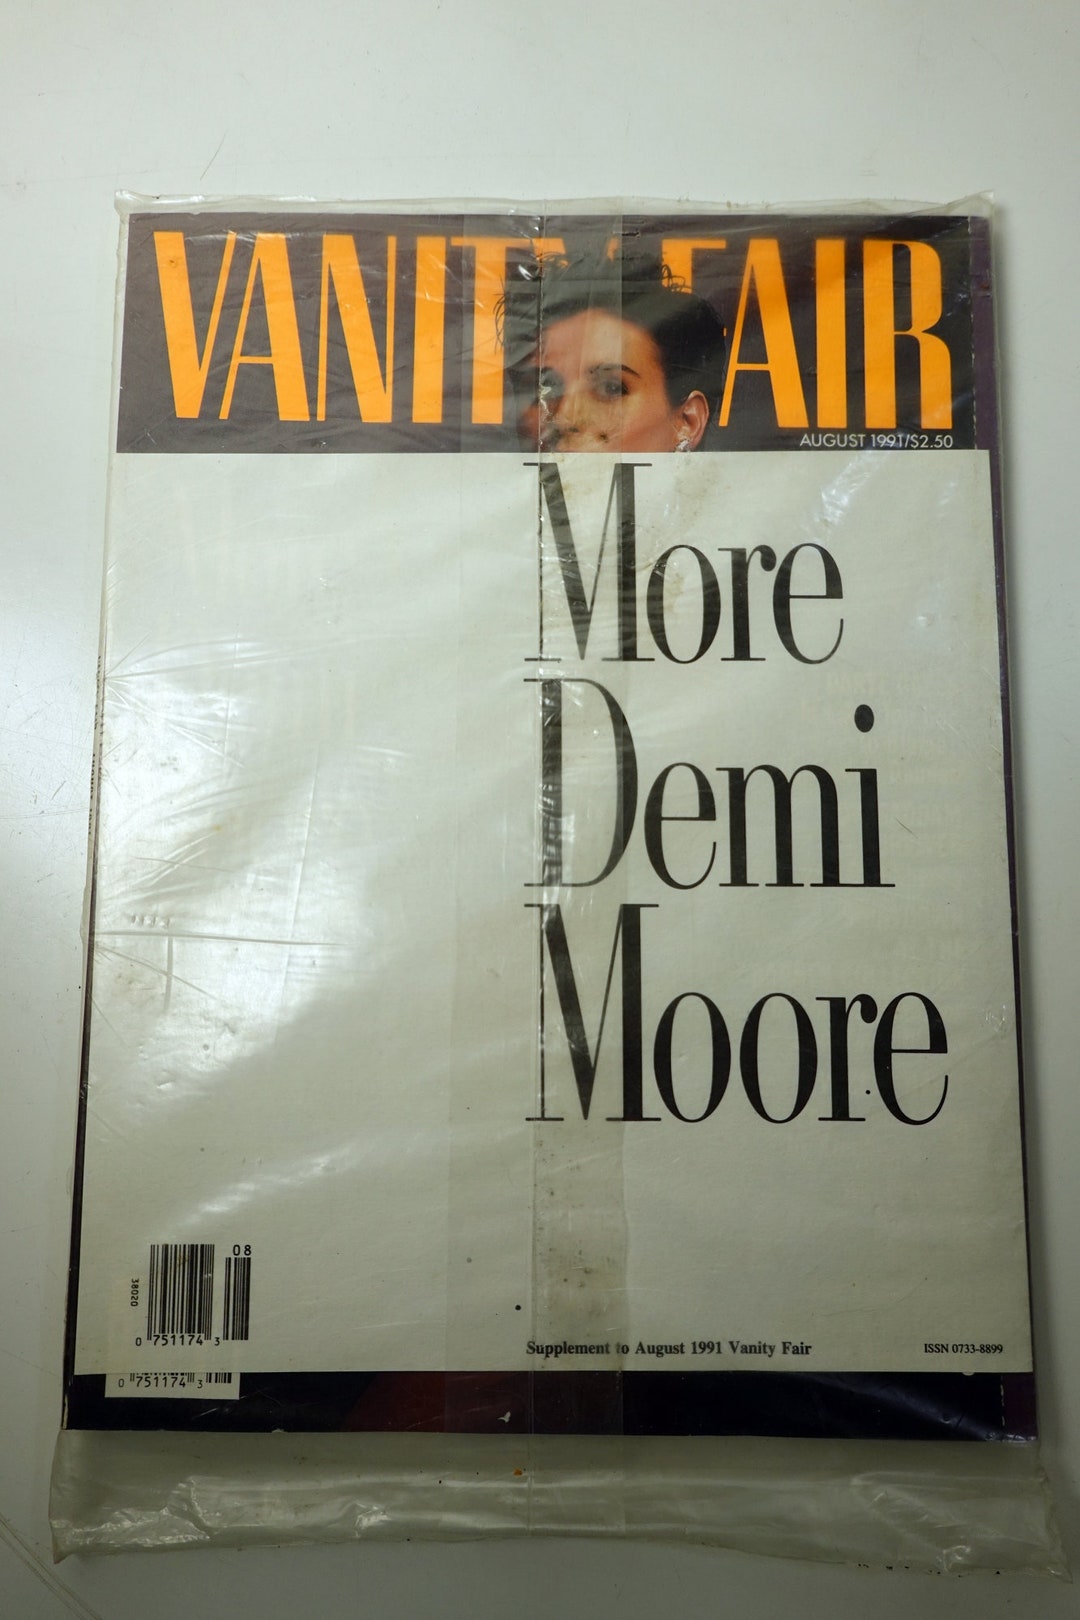 VANITY FAIR
AUGUST 1991/$2.50
More
Demi
Moore
08
38020
0 751174 3
Supplement to August 1991 Vanity Fair
ISSN 0733-8899
0 751174 3